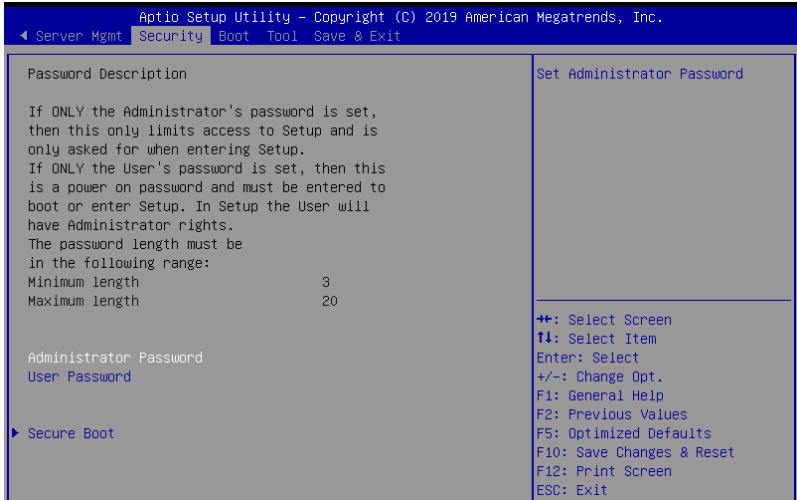 Aptio Setup Utility – Copyright (C) 2019 American Megatrends, Inc.
Server Mgmt Security Boot Tool Save & Exit
Password Description
If ONLY the Administrator's password is set,
then this only limits access to Setup and is
only asked for when entering Setup.
If ONLY the User's password is set, then this
is a power on password and must be entered to
boot or enter Setup. In Setup the User will
have Administrator rights.
The password length must be
in the following range:
Minimum length 3
Maximum length 20
Administrator Password
User Password
Secure Boot
Set Administrator Password
→←: Select Screen
↑↓: Select Item
Enter: Select
+/-: Change Opt.
F1: General Help
F2: Previous Values
F5: Optimized Defaults
F10: Save Changes & Reset
F12: Print Screen
ESC: Exit